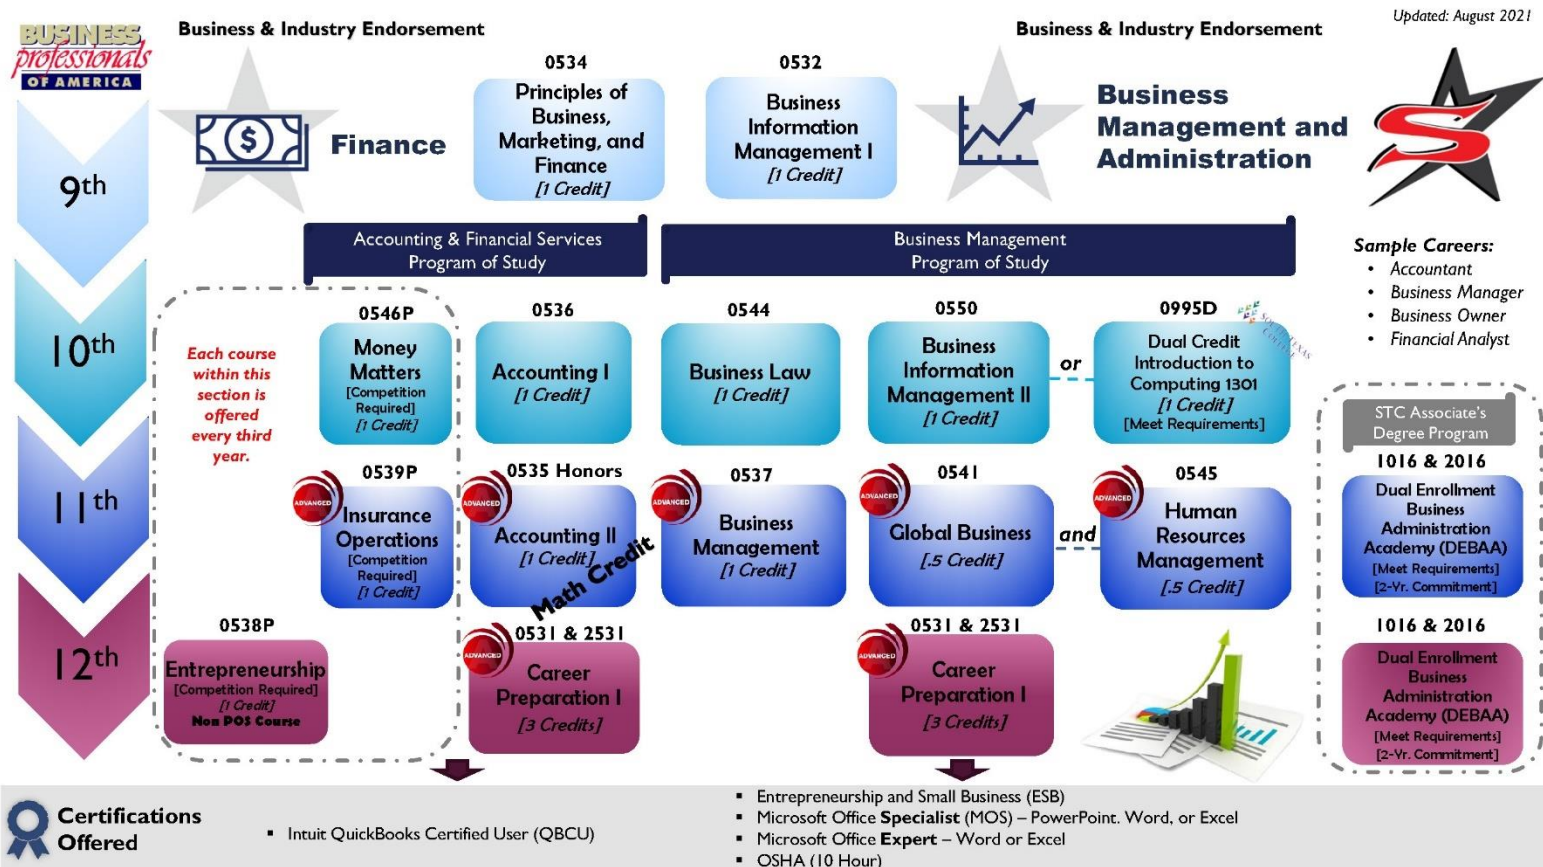 Updated: August 2021
BUSINESS
professionals
OF AMERICA
Business & Industry Endorsement
Business & Industry Endorsement
Finance
0534
Principles of
Business,
Marketing, and
Finance
[1 Credit]
0532
Business
Information
Management I
[1 Credit]
Business
Management and
Administration
S
9th
Accounting & Financial Services
Program of Study
Business Management
Program of Study
Sample Careers:
• Accountant
• Business Manager
• Business Owner
• Financial Analyst
10th
Each course
within this
section is
offered
every third
year.
0546P
Money
Matters
[Competition
Required]
[1 Credit]
0536
Accounting I
[1 Credit]
0544
Business Law
[1 Credit]
0550
Business
Information
Management II
[1 Credit]
or
0995D
Dual Credit
Introduction to
Computing 1301
[1 Credit]
[Meet Requirements]
SOUTH TEXAS
COLLEGE
STC Associate's
Degree Program
11th
0539P
ADVANCED
Insurance
Operations
[Competition
Required]
[1 Credit]
0535 Honors
ADVANCED
Accounting II
[1 Credit]
Math Credit
0537
ADVANCED
Business
Management
[1 Credit]
0541
ADVANCED
Global Business
[.5 Credit]
and
0545
ADVANCED
Human
Resources
Management
[.5 Credit]
1016 & 2016
Dual Enrollment
Business
Administration
Academy (DEBAA)
[Meet Requirements]
[2-Yr. Commitment]
12th
0538P
Entrepreneurship
[Competition Required]
[1 Credit]
Non POS Course
0531 & 2531
ADVANCED
Career
Preparation I
[3 Credits]
0531 & 2531
ADVANCED
Career
Preparation I
[3 Credits]
1016 & 2016
Dual Enrollment
Business
Administration
Academy (DEBAA)
[Meet Requirements]
[2-Yr. Commitment]
Certifications
Offered
▪ Intuit QuickBooks Certified User (QBCU)
▪ Entrepreneurship and Small Business (ESB)
▪ Microsoft Office Specialist (MOS) – PowerPoint. Word, or Excel
▪ Microsoft Office Expert – Word or Excel
▪ OSHA (10 Hour)